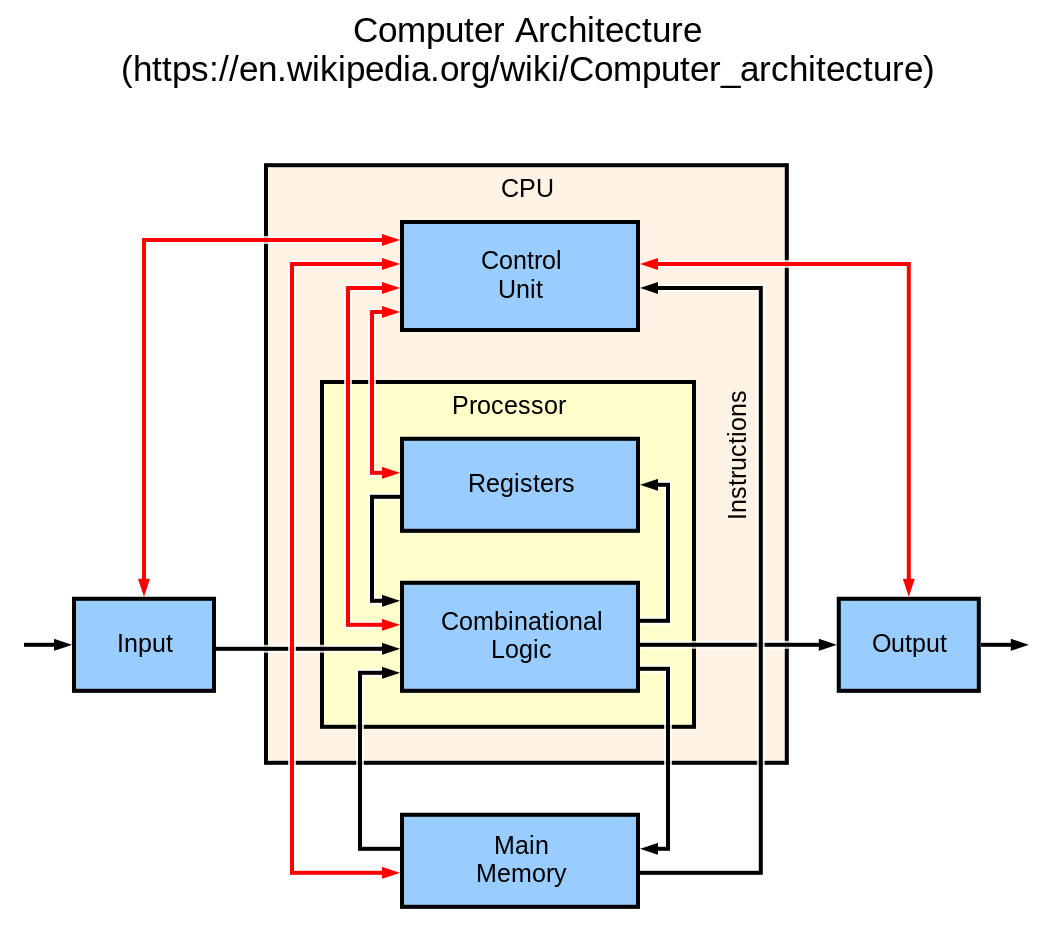 Computer Architecture
(https://en.wikipedia.org/wiki/Computer_architecture)
CPU
Control
Unit
Processor
Instructions
Registers
Combinational
Logic
Input
Output
Main
Memory